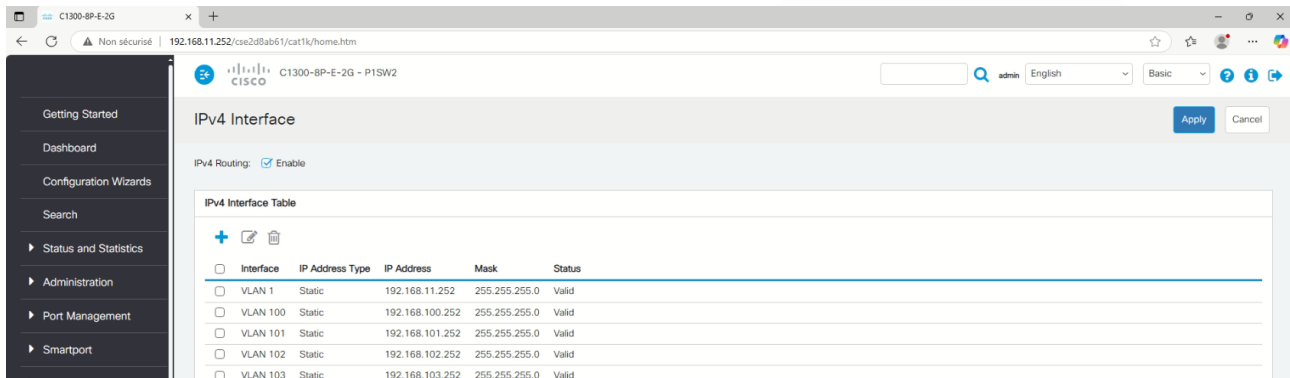 C1300-8P-E-2G
Non sécurisé 192.168.11.252/cse2d8ab61/cat1k/home.htm
CISCO C1300-8P-E-2G - P1SW2 admin English Basic
Getting Started
Dashboard
Configuration Wizards
Search
Status and Statistics
Administration
Port Management
Smartport
IPv4 Interface Apply Cancel
IPv4 Routing: Enable
IPv4 Interface Table
Interface IP Address Type IP Address Mask Status
VLAN 1 Static 192.168.11.252 255.255.255.0 Valid
VLAN 100 Static 192.168.100.252 255.255.255.0 Valid
VLAN 101 Static 192.168.101.252 255.255.255.0 Valid
VLAN 102 Static 192.168.102.252 255.255.255.0 Valid
VLAN 103 Static 192.168.103.252 255.255.255.0 Valid